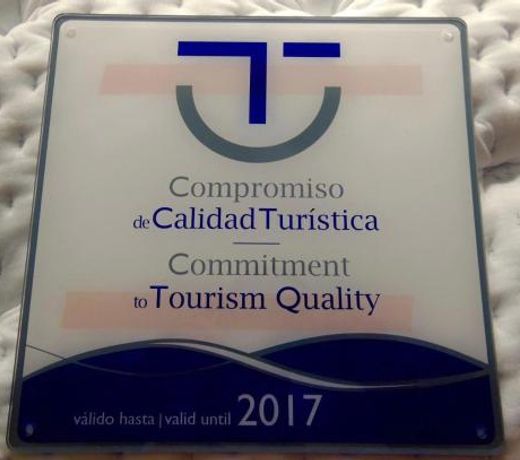 Compromiso
de Calidad Turística
Commitment
to Tourism Quality
válido hasta | valid until 2017